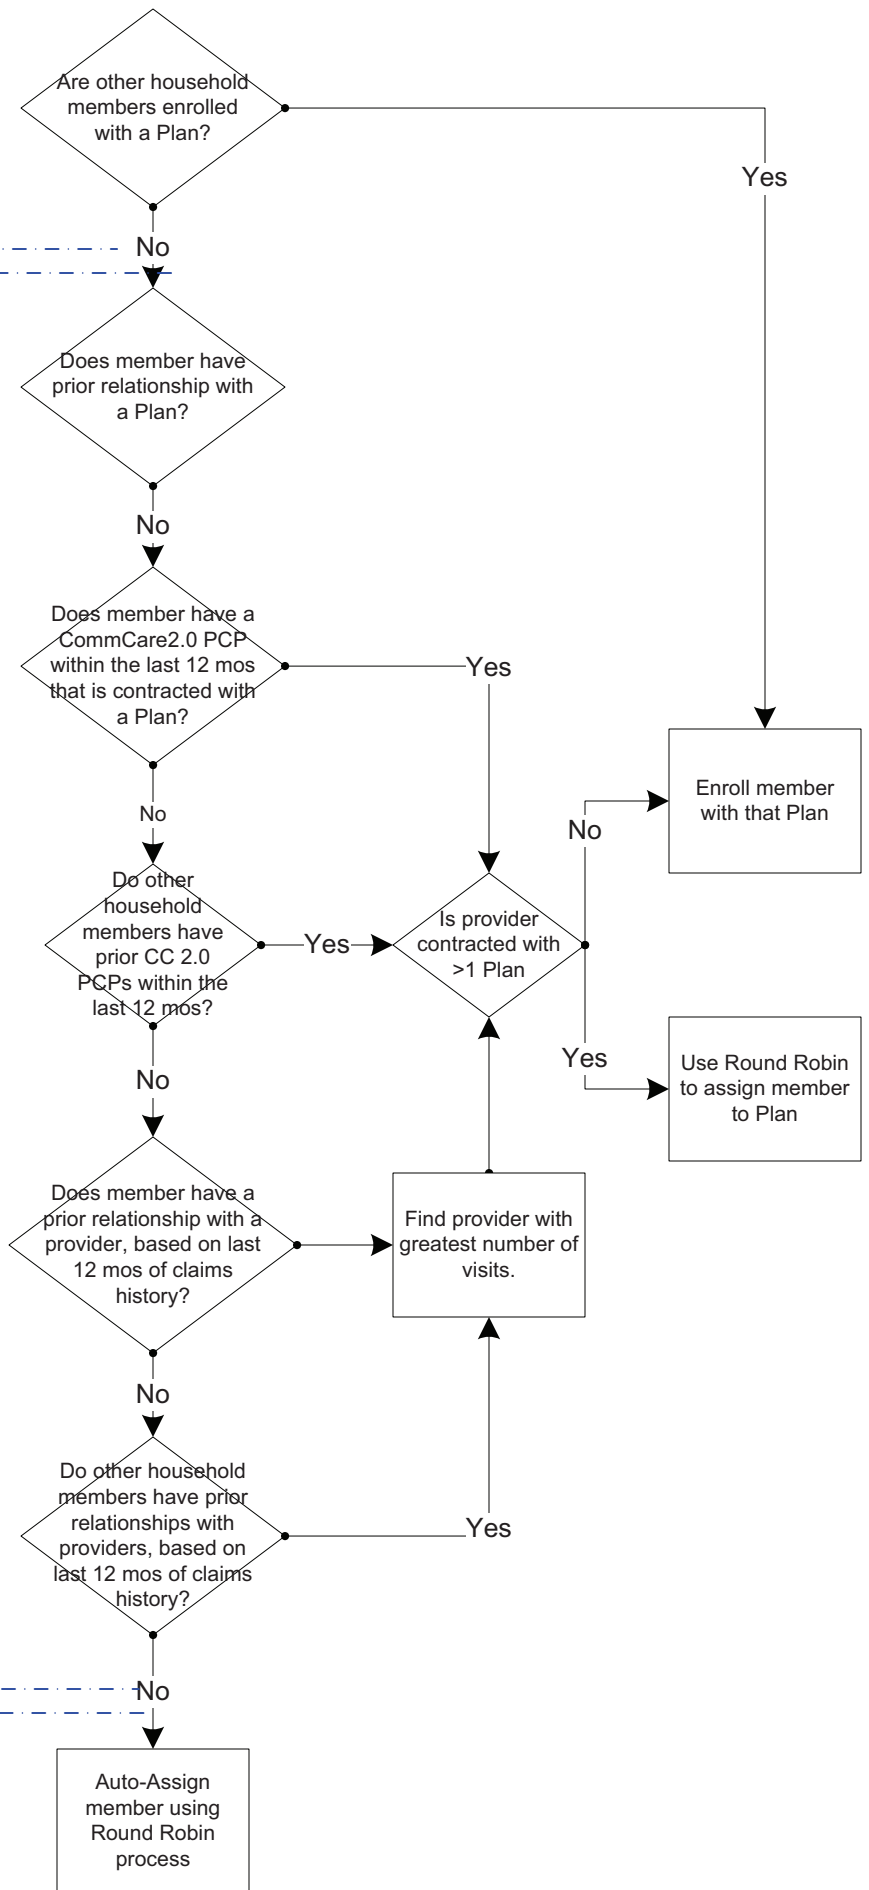 Are other household
members enrolled
with a Plan?
Yes
No
Does member have
prior relationship with
a Plan?
No
Does member have a
CommCare2.0 PCP
within the last 12 mos
that is contracted with
a Plan?
Yes
No
Enroll member
with that Plan
No
Do other
household
members have
prior CC 2.0
PCPs within the
last 12 mos?
Yes
Is provider
contracted with
>1 Plan
Yes
Use Round Robin
to assign member
to Plan
No
Does member have a
prior relationship with a
provider, based on last
12 mos of claims
history?
Find provider with
greatest number of
visits.
No
Do other household
members have prior
relationships with
providers, based on
last 12 mos of claims
history?
Yes
No
Auto-Assign
member using
Round Robin
process